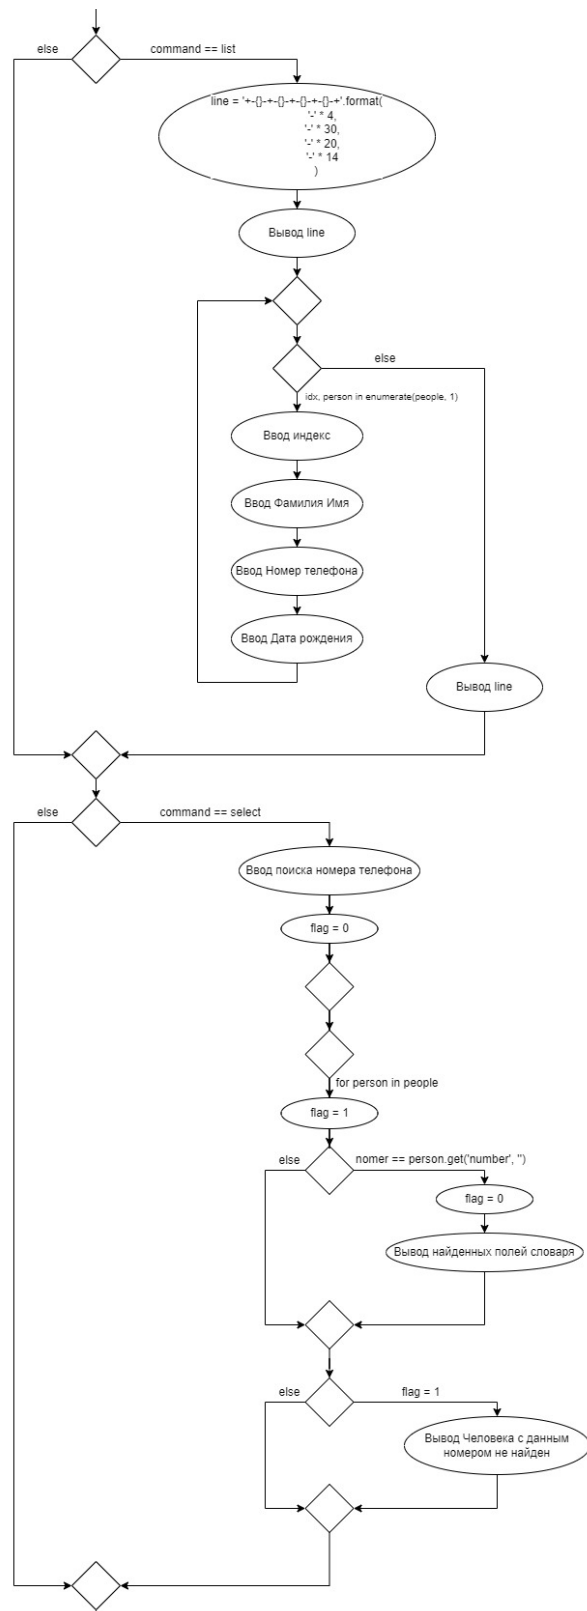 else
command == list
line = '+-{}-+-{}-+-{}-+-{}-+'.format(
'-' * 4,
'-' * 30,
'-' * 20,
'-' * 14
)
Вывод line
else
idx, person in enumerate(people, 1)
Ввод индекс
Ввод Фамилия Имя
Ввод Номер телефона
Ввод Дата рождения
Вывод line
else
command == select
Ввод поиска номера телефона
flag = 0
for person in people
flag = 1
else
nomer == person.get('number', '')
flag = 0
Вывод найденных полей словаря
else
flag = 1
Вывод Человека с данным
номером не найден